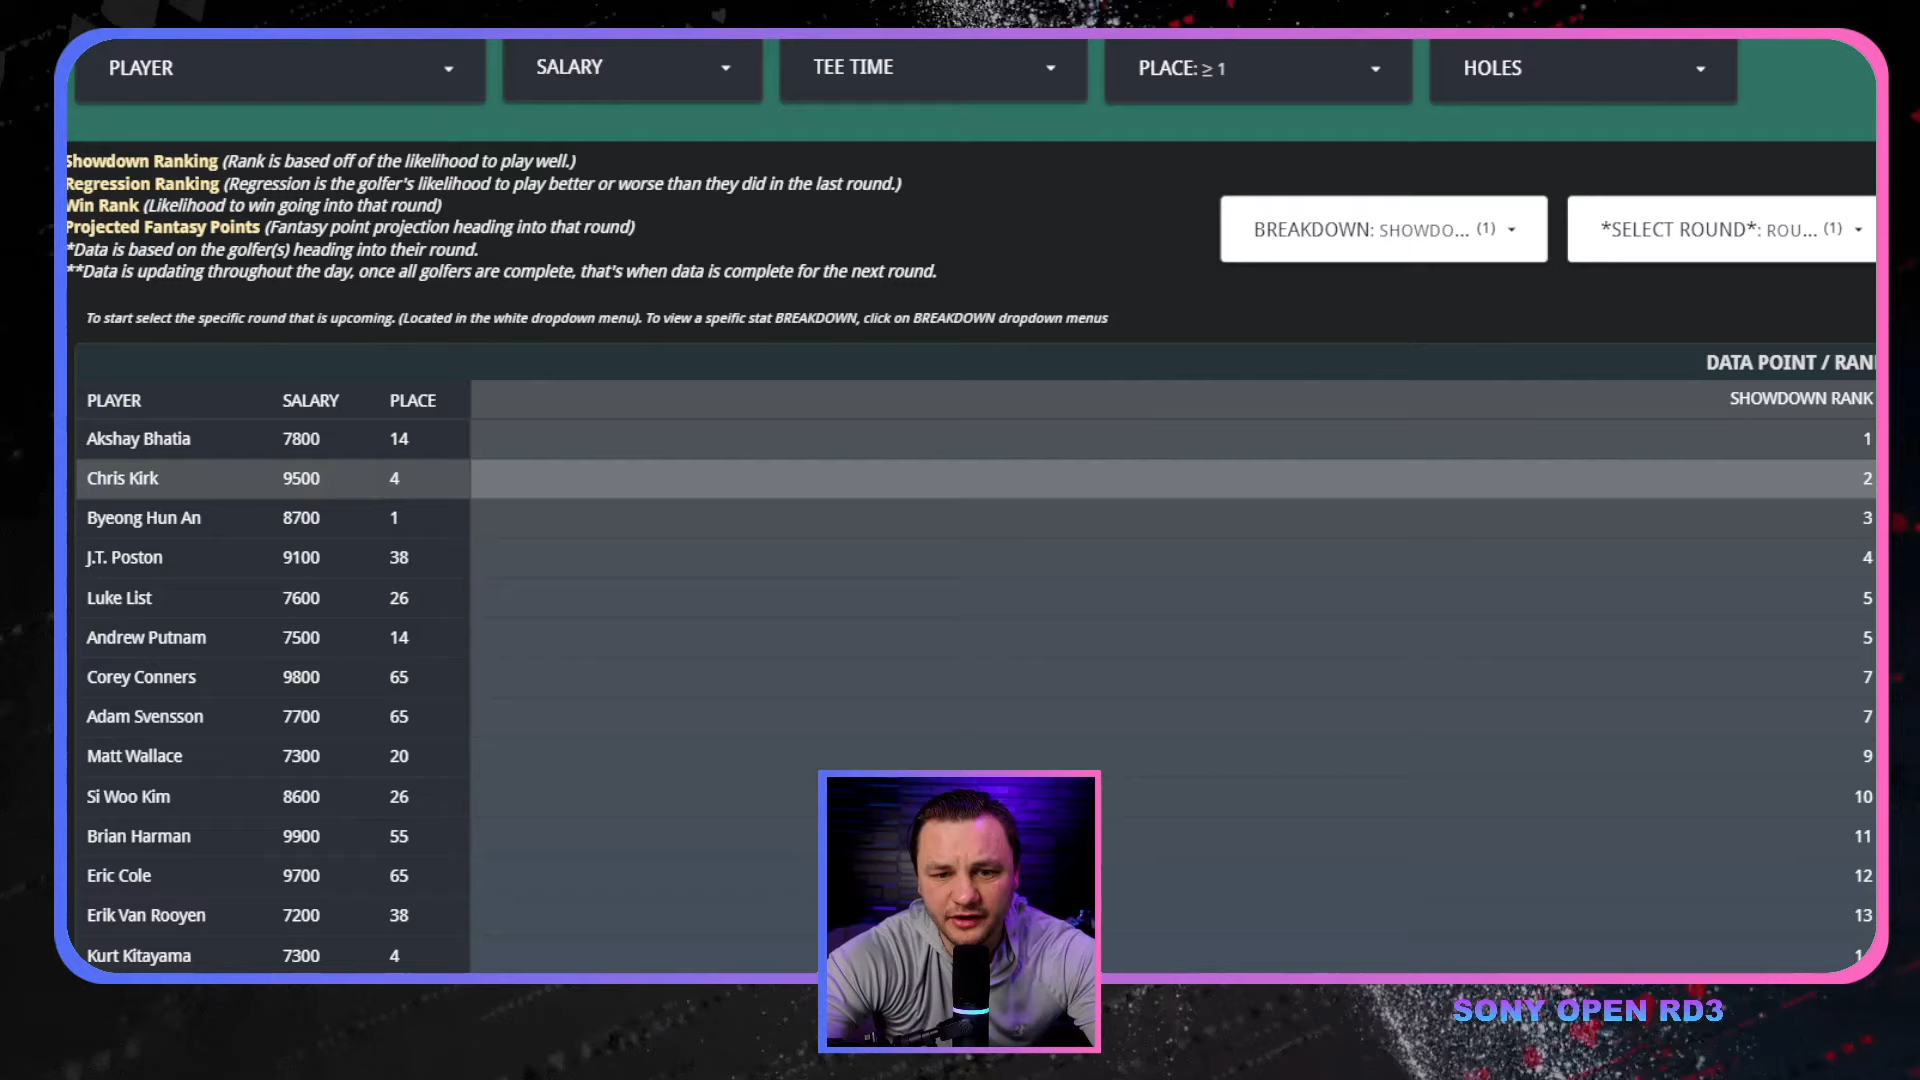 PLAYER SALARY TEE TIME PLACE: ≥ 1 HOLES
Showdown Ranking (Rank is based off of the likelihood to play well.)
Regression Ranking (Regression is the golfer's likelihood to play better or worse than they did in the last round.)
Win Rank (Likelihood to win going into that round)
Projected Fantasy Points (Fantasy point projection heading into that round)
*Data is based on the golfer(s) heading into their round.
**Data is updating throughout the day, once all golfers are complete, that's when data is complete for the next round.
BREAKDOWN: SHOWDO... (1) *SELECT ROUND*: ROU... (1)
To start select the specific round that is upcoming. (Located in the white dropdown menu). To view a speific stat BREAKDOWN, click on BREAKDOWN dropdown menus
DATA POINT / RAN
PLAYER SALARY PLACE SHOWDOWN RANK
Akshay Bhatia 7800 14 1
Chris Kirk 9500 4 2
Byeong Hun An 8700 1 3
J.T. Poston 9100 38 4
Luke List 7600 26 5
Andrew Putnam 7500 14 5
Corey Conners 9800 65 7
Adam Svensson 7700 65 7
Matt Wallace 7300 20 9
Si Woo Kim 8600 26 10
Brian Harman 9900 55 11
Eric Cole 9700 65 12
Erik Van Rooyen 7200 38 13
Kurt Kitayama 7300 4
SONY OPEN RD3